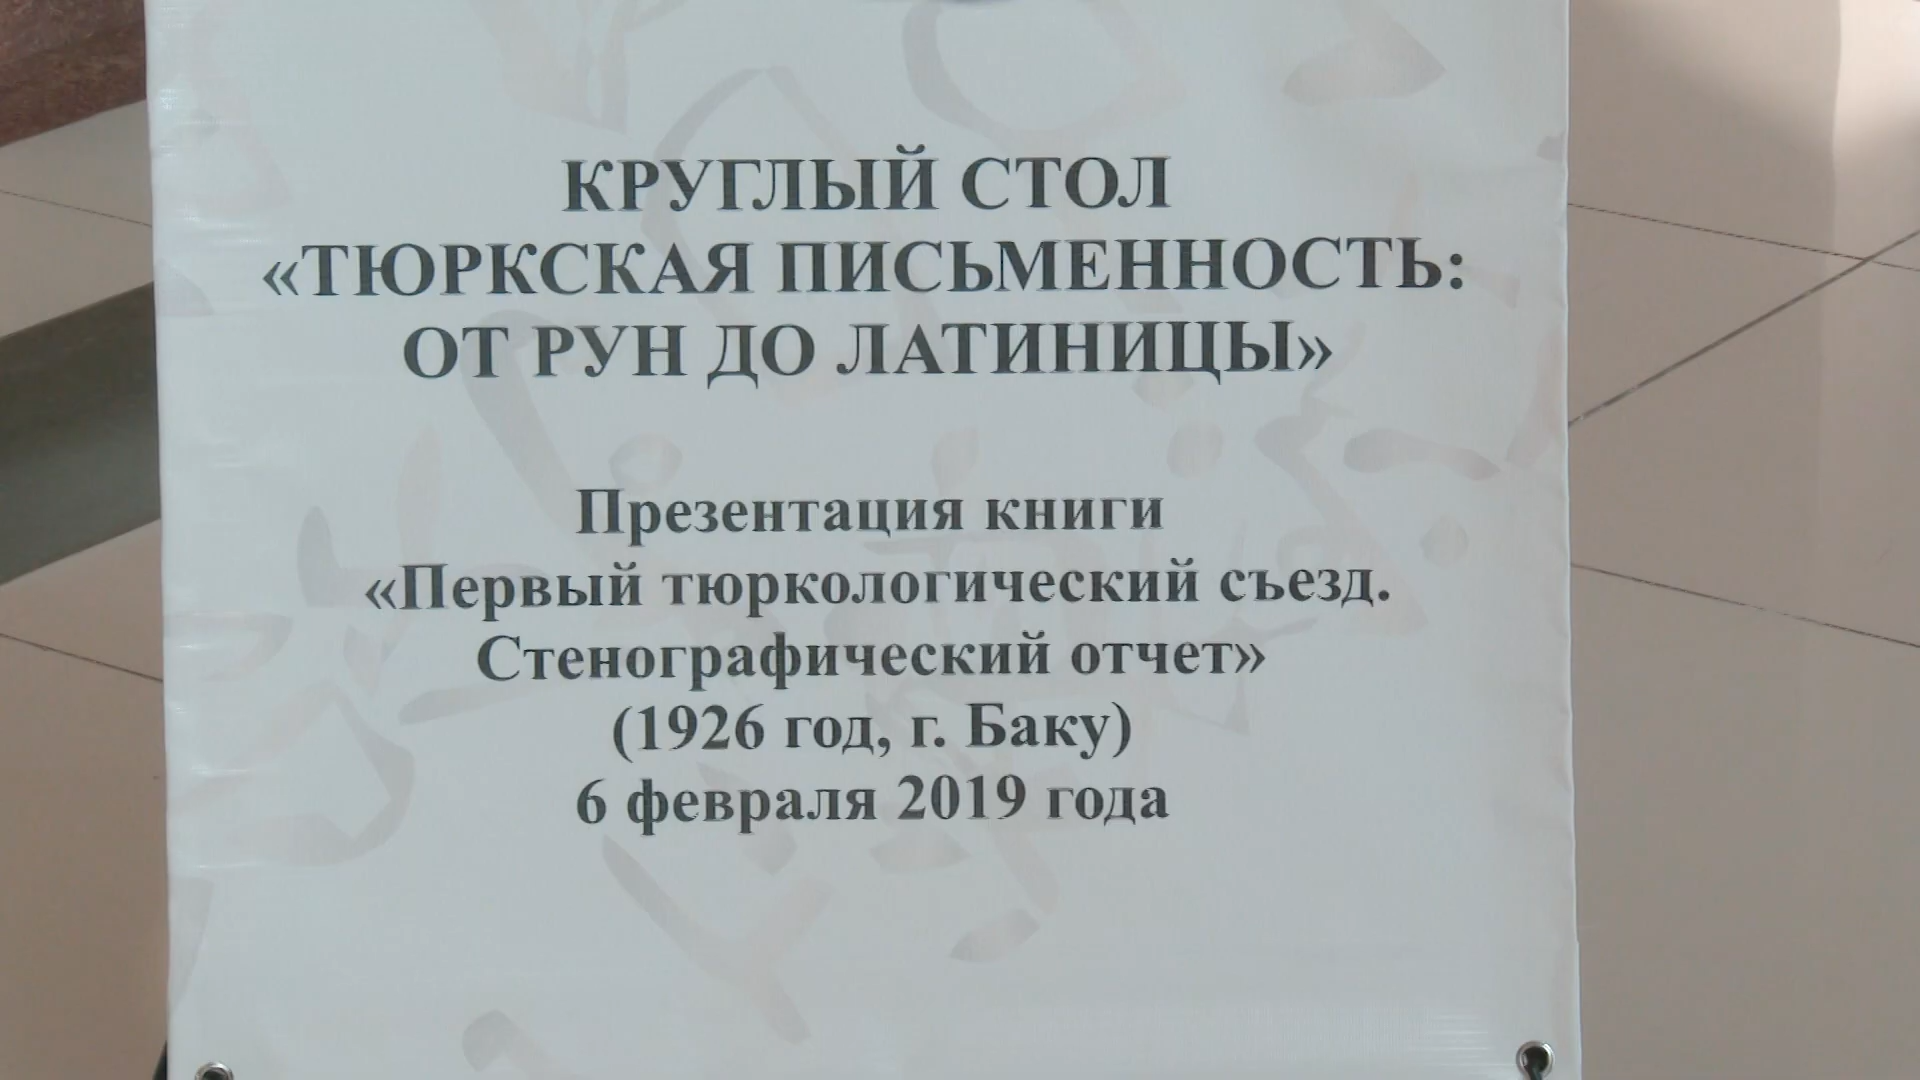 КРУГЛЫЙ СТОЛ
«ТЮРКСКАЯ ПИСЬМЕННОСТЬ:
ОТ РУН ДО ЛАТИНИЦЫ»
Презентация книги
«Первый тюркологический съезд.
Стенографический отчет»
(1926 год, г. Баку)
6 февраля 2019 года